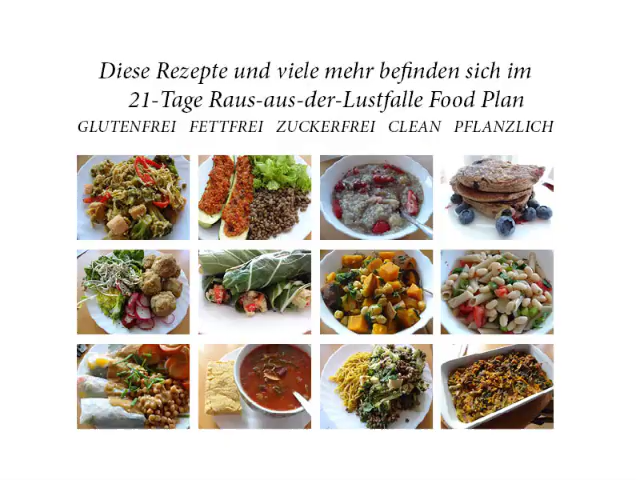 Diese Rezepte und viele mehr befinden sich im
21-Tage Raus-aus-der-Lustfalle Food Plan
GLUTENFREI FETTFREI ZUCKERFREI CLEAN PFLANZLICH